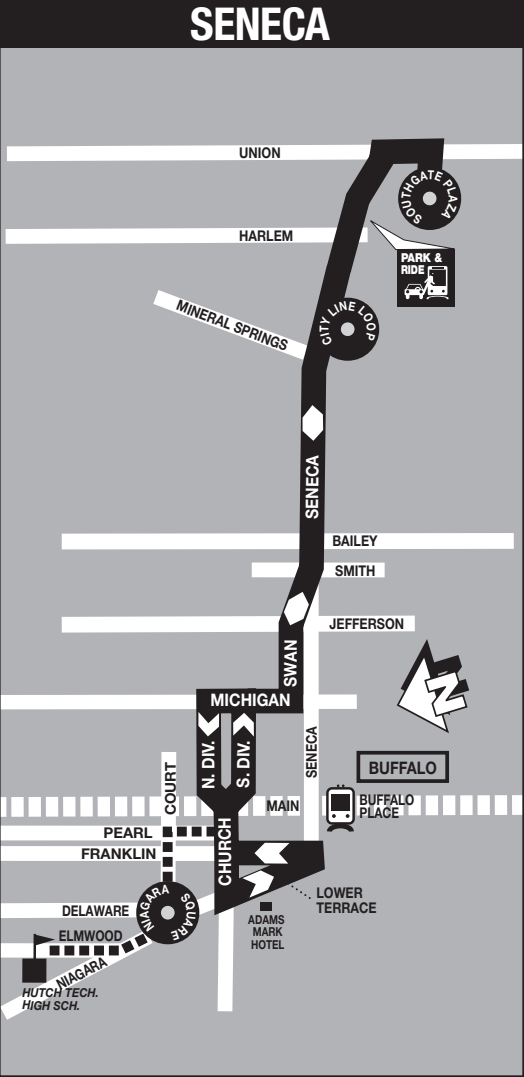 SENECA
UNION
SOUTHGATE PLAZA
HARLEM
PARK &
RIDE
MINERAL SPRINGS
CITY LINE LOOP
SENECA
BAILEY
SMITH
JEFFERSON
SWAN
N
MICHIGAN
N. DIV.
S. DIV.
SENECA
BUFFALO
COURT
MAIN
BUFFALO
PLACE
PEARL
CHURCH
FRANKLIN
NIAGARA SQUARE
LOWER
TERRACE
DELAWARE
ADAMS
MARK
HOTEL
ELMWOOD
NIAGARA
HUTCH TECH.
HIGH SCH.